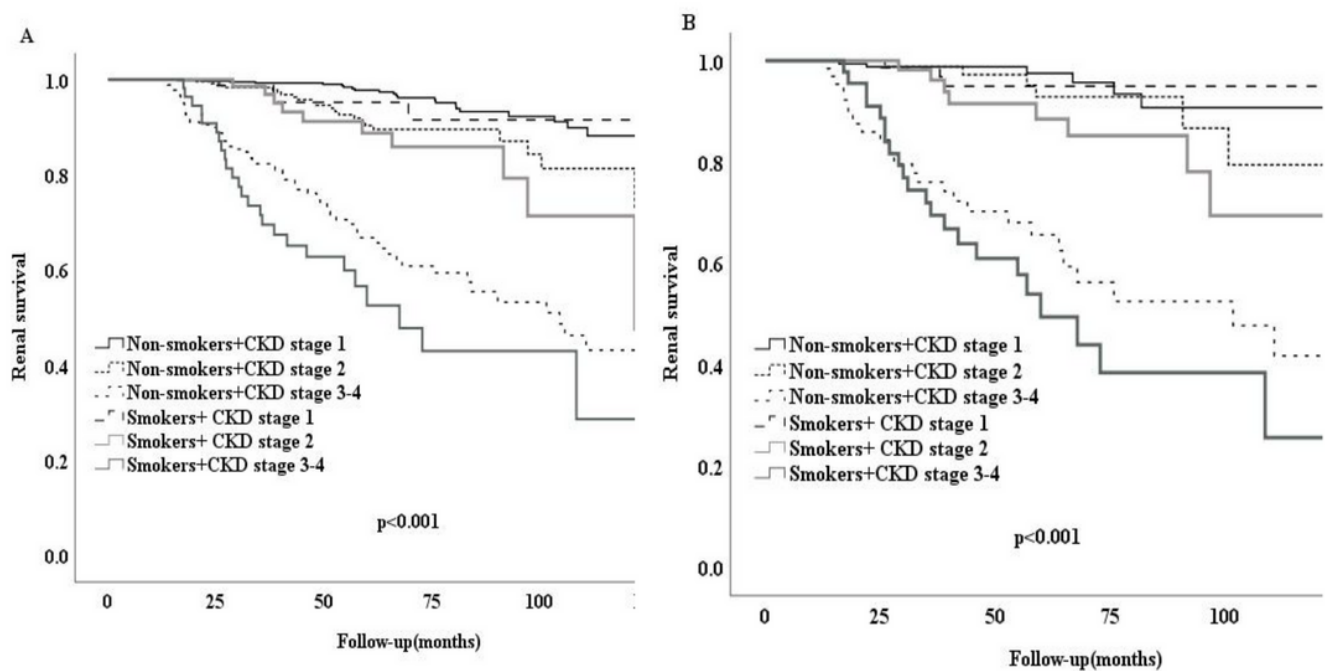 A
1.0
0.8
0.6
0.4
0.2
0.0
Renal survival
Non-smokers+CKD stage 1
Non-smokers+CKD stage 2
Non-smokers+CKD stage 3-4
Smokers+ CKD stage 1
Smokers+ CKD stage 2
Smokers+CKD stage 3-4
p<0.001
0 25 50 75 100
Follow-up(months)
B
1.0
0.8
0.6
0.4
0.2
0.0
Renal survival
Non-smokers+CKD stage 1
Non-smokers+CKD stage 2
Non-smokers+CKD stage 3-4
Smokers+ CKD stage 1
Smokers+ CKD stage 2
Smokers+CKD stage 3-4
p<0.001
0 25 50 75 100
Follow-up(months)